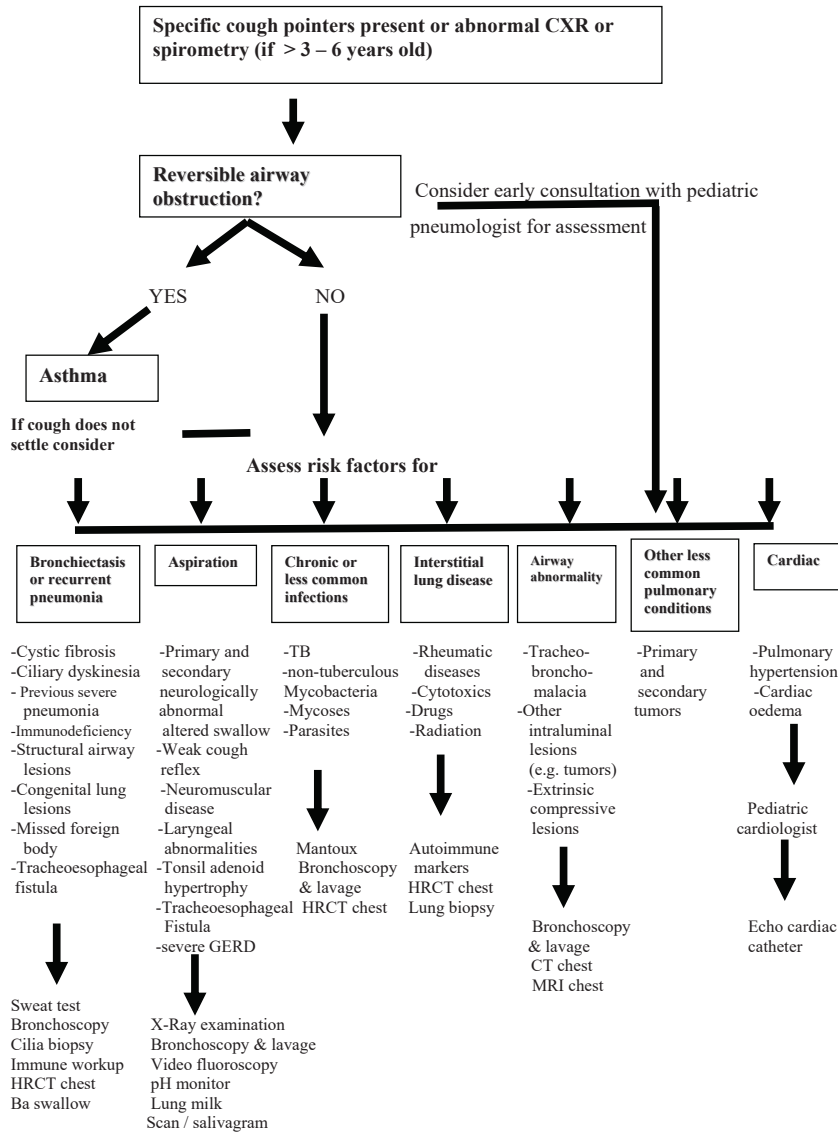 Specific cough pointers present or abnormal CXR or
spirometry (if > 3 – 6 years old)
Reversible airway
obstruction?
Consider early consultation with pediatric
pneumologist for assessment
YES
NO
Asthma
If cough does not
settle consider
Assess risk factors for
Bronchiectasis
or recurrent
pneumonia
-Cystic fibrosis
-Ciliary dyskinesia
- Previous severe
pneumonia
-Immunodeficiency
-Structural airway
lesions
-Congenital lung
lesions
-Missed foreign
body
-Tracheoesophageal
fistula
Sweat test
Bronchoscopy
Cilia biopsy
Immune workup
HRCT chest
Ba swallow
Aspiration
-Primary and
secondary
neurologically
abnormal
altered swallow
-Weak cough
reflex
-Neuromuscular
disease
-Laryngeal
abnormalities
-Tonsil adenoid
hypertrophy
-Tracheoesophageal
Fistula
-severe GERD
X-Ray examination
Bronchoscopy & lavage
Video fluoroscopy
pH monitor
Lung milk
Scan / salivagram
Chronic or
less common
infections
-TB
-non-tuberculous
Mycobacteria
-Mycoses
-Parasites
Mantoux
Bronchoscopy
& lavage
HRCT chest
Interstitial
lung disease
-Rheumatic
diseases
-Cytotoxics
-Drugs
-Radiation
Autoimmune
markers
HRCT chest
Lung biopsy
Airway
abnormality
-Tracheo-
broncho-
malacia
-Other
intraluminal
lesions
(e.g. tumors)
-Extrinsic
compressive
lesions
Bronchoscopy
& lavage
CT chest
MRI chest
Other less
common
pulmonary
conditions
-Primary
and
secondary
tumors
Cardiac
-Pulmonary
hypertension
-Cardiac
oedema
Pediatric
cardiologist
Echo cardiac
catheter